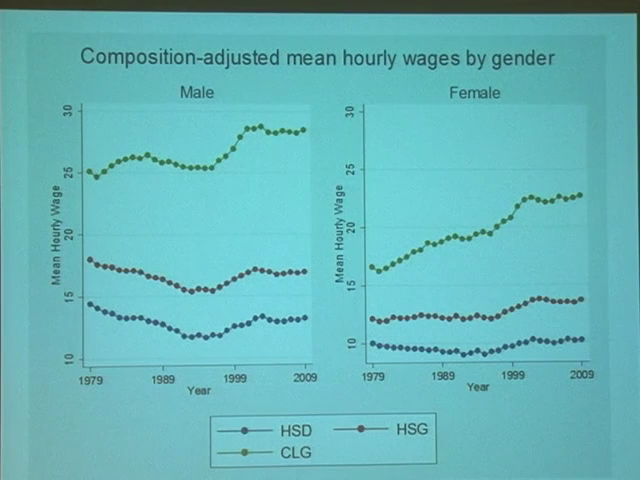 Composition-adjusted mean hourly wages by gender
Male
Female
Mean Hourly Wage
30
25
20
15
10
1979
1989
1999
2009
Year
Mean Hourly Wage
30
25
20
15
10
1979
1989
1999
2009
Year
HSD
HSG
CLG